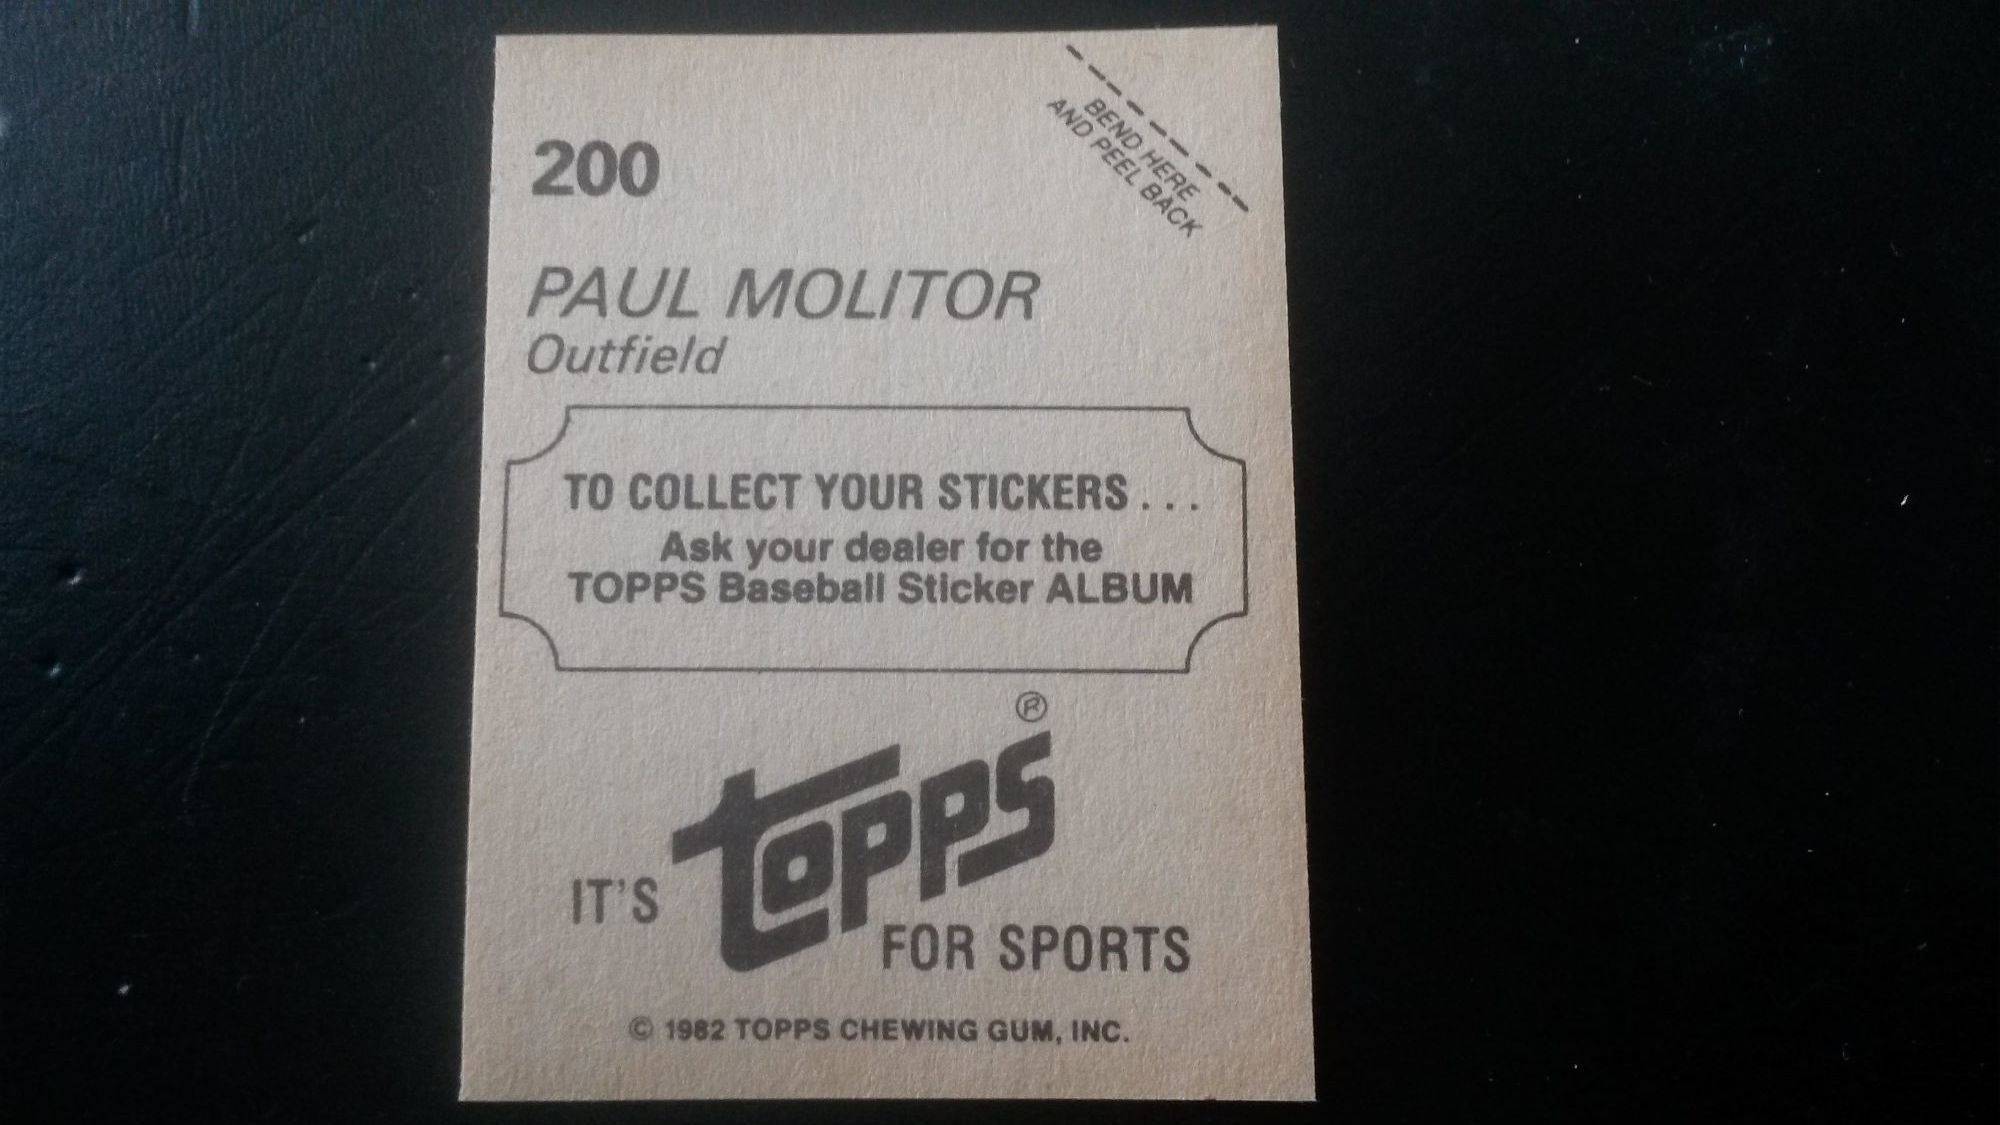 BEND HERE
AND PEEL BACK
200
PAUL MOLITOR
Outfield
TO COLLECT YOUR STICKERS . . .
Ask your dealer for the
TOPPS Baseball Sticker ALBUM
®
IT'S topps FOR SPORTS
© 1982 TOPPS CHEWING GUM, INC.